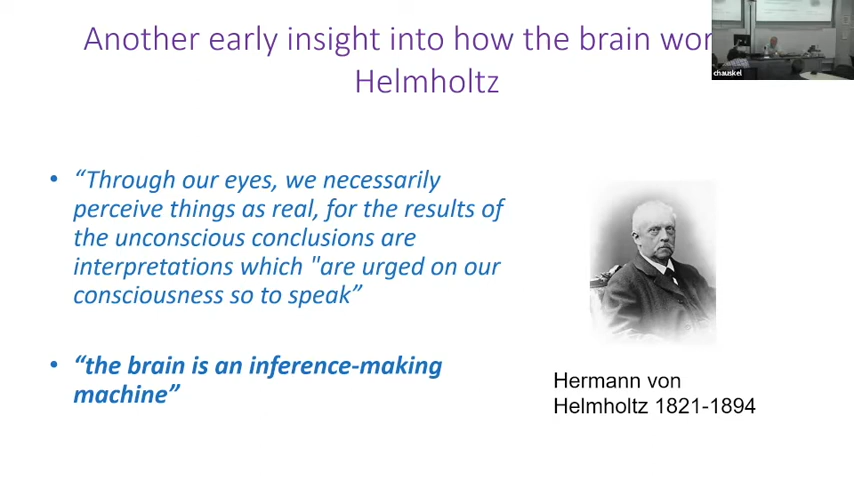 Another early insight into how the brain wor
Helmholtz
chauskel
• “Through our eyes, we necessarily
perceive things as real, for the results of
the unconscious conclusions are
interpretations which "are urged on our
consciousness so to speak”
• “the brain is an inference-making
machine”
Hermann von
Helmholtz 1821-1894